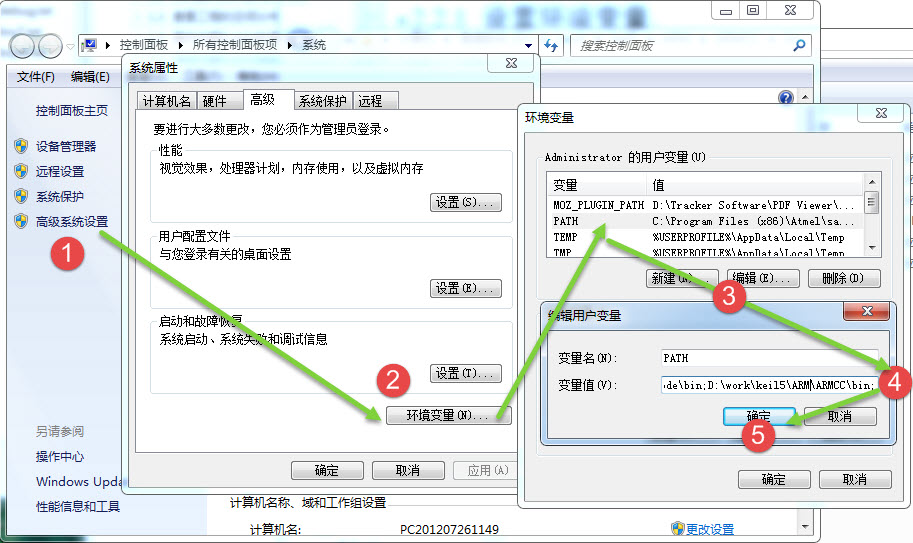 控制面板 ▸ 所有控制面板项 ▸ 系统
搜索控制面板
文件(F) 编辑(E)
控制面板主页
设备管理器
远程设置
系统保护
高级系统设置
1
另请参阅
操作中心
Windows Upda
性能信息和工具
系统属性
计算机名 硬件 高级 系统保护 远程
要进行大多数更改，您必须作为管理员登录。
性能
视觉效果，处理器计划，内存使用，以及虚拟内存
设置(S)...
用户配置文件
与您登录有关的桌面设置
设置(E)...
启动和故障恢复
系统启动、系统失败和调试信息
设置(T)...
2
环境变量(N)...
确定 取消 应用(A)
计算机名称、域和工作组设置
计算机名: PC201207261149 更改设置
环境变量
Administrator 的用户变量(U)
变量 值
MOZ_PLUGIN_PATH D:\Tracker Software\PDF Viewer\...
PATH C:\Program Files (x86)\Atmel\sa...
TEMP %USERPROFILE%\AppData\Local\Temp
TMP %USERPROFILE%\AppData\Local\Temp
新建(N)... 编辑(E)... 删除(D)
3
编辑用户变量
变量名(N): PATH
变量值(V): de\bin;D:\work\keil5\ARM\ARMCC\bin;
4
确定 取消
5
确定 取消